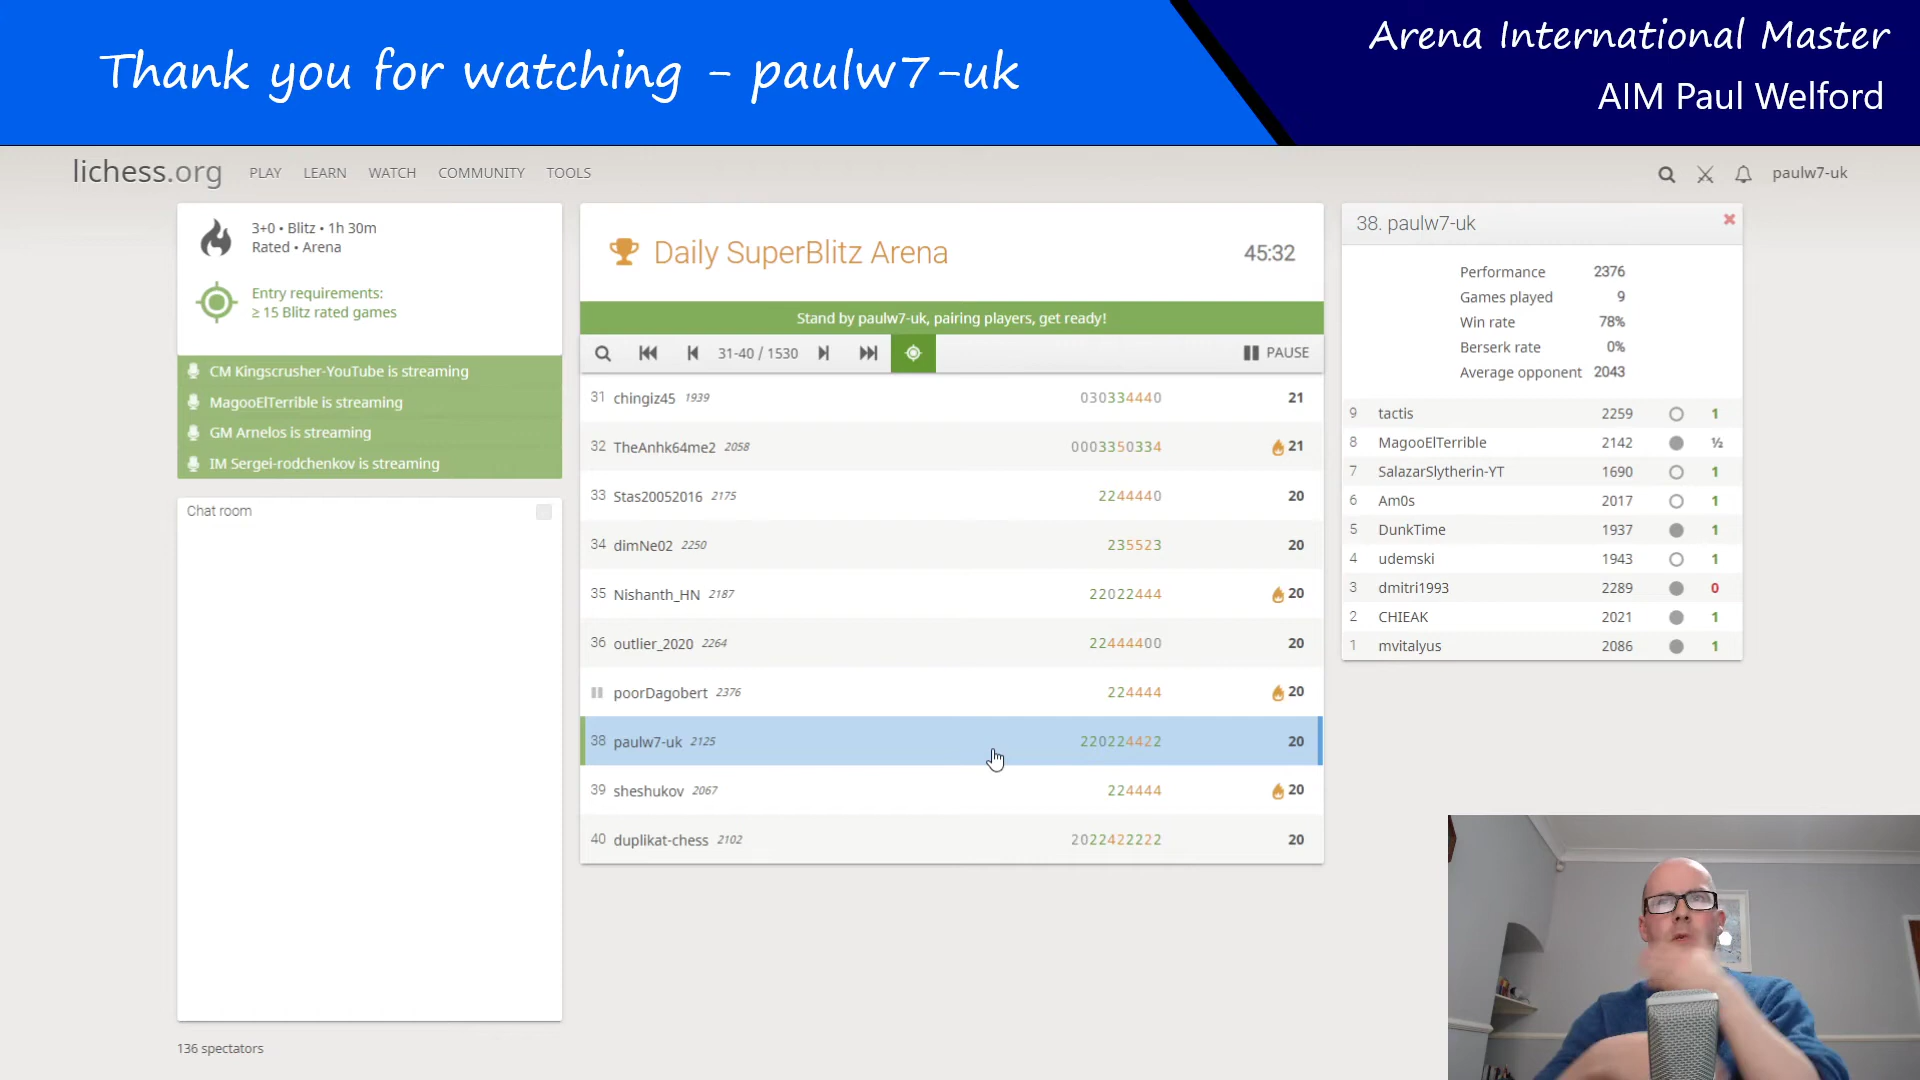 Thank you for watching - paulw7-uk
Arena International Master
AIM Paul Welford
lichess.org PLAY LEARN WATCH COMMUNITY TOOLS paulw7-uk
3+0 • Blitz • 1h 30m
Rated • Arena
Entry requirements:
≥ 15 Blitz rated games
CM Kingscrusher-YouTube is streaming
MagooElTerrible is streaming
GM Arnelos is streaming
IM Sergei-rodchenkov is streaming
Chat room
136 spectators
Daily SuperBlitz Arena 45:32
Stand by paulw7-uk, pairing players, get ready!
31-40 / 1530 PAUSE
31 chingiz45 1939 030334440 21
32 TheAnhk64me2 2058 0003350334 21
33 Stas20052016 2175 2244440 20
34 dimNe02 2250 235523 20
35 Nishanth_HN 2187 22022444 20
36 outlier_2020 2264 22444400 20
poorDagobert 2376 224444 20
38 paulw7-uk 2125 220224422 20
39 sheshukov 2067 224444 20
40 duplikat-chess 2102 2022422222 20
38. paulw7-uk
Performance 2376
Games played 9
Win rate 78%
Berserk rate 0%
Average opponent 2043
9 tactis 2259 1
8 MagooElTerrible 2142 ½
7 SalazarSlytherin-YT 1690 1
6 Am0s 2017 1
5 DunkTime 1937 1
4 udemski 1943 1
3 dmitri1993 2289 0
2 CHIEAK 2021 1
1 mvitalyus 2086 1